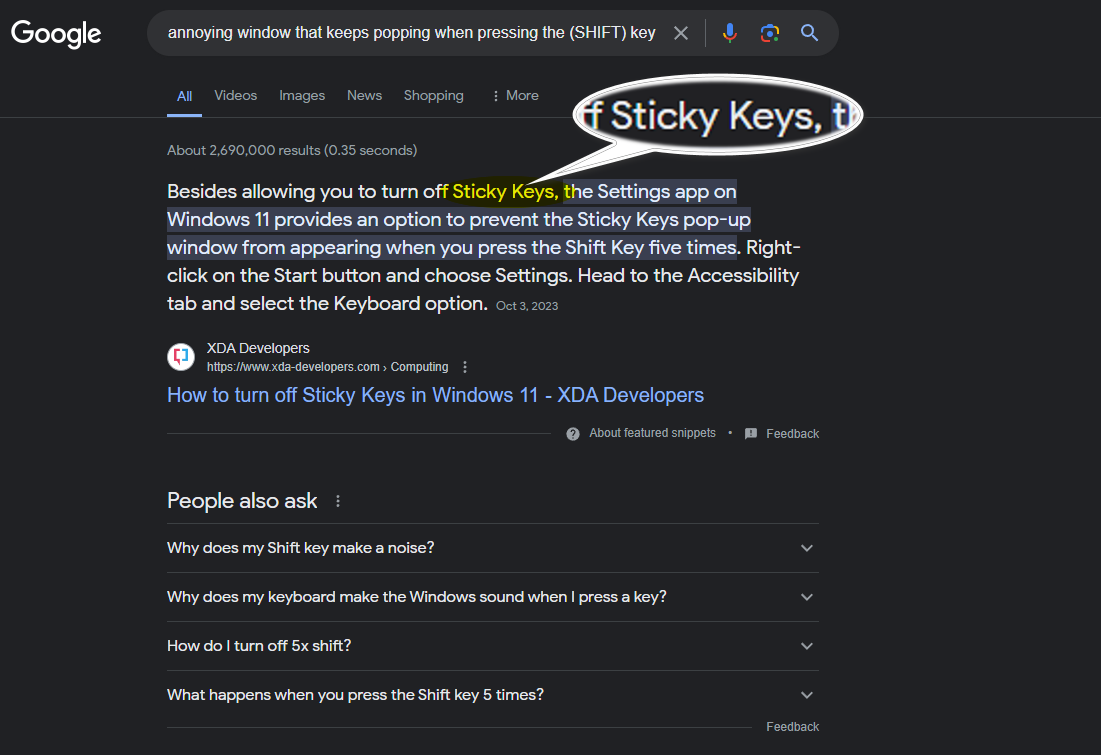 Google
annoying window that keeps popping when pressing the (SHIFT) key
All Videos Images News Shopping More
ff Sticky Keys, th
About 2,690,000 results (0.35 seconds)
Besides allowing you to turn off Sticky Keys, the Settings app on
Windows 11 provides an option to prevent the Sticky Keys pop-up
window from appearing when you press the Shift Key five times. Right-
click on the Start button and choose Settings. Head to the Accessibility
tab and select the Keyboard option. Oct 3, 2023
XDA Developers
https://www.xda-developers.com › Computing
How to turn off Sticky Keys in Windows 11 - XDA Developers
About featured snippets • Feedback
People also ask
Why does my Shift key make a noise?
Why does my keyboard make the Windows sound when I press a key?
How do I turn off 5x shift?
What happens when you press the Shift key 5 times?
Feedback